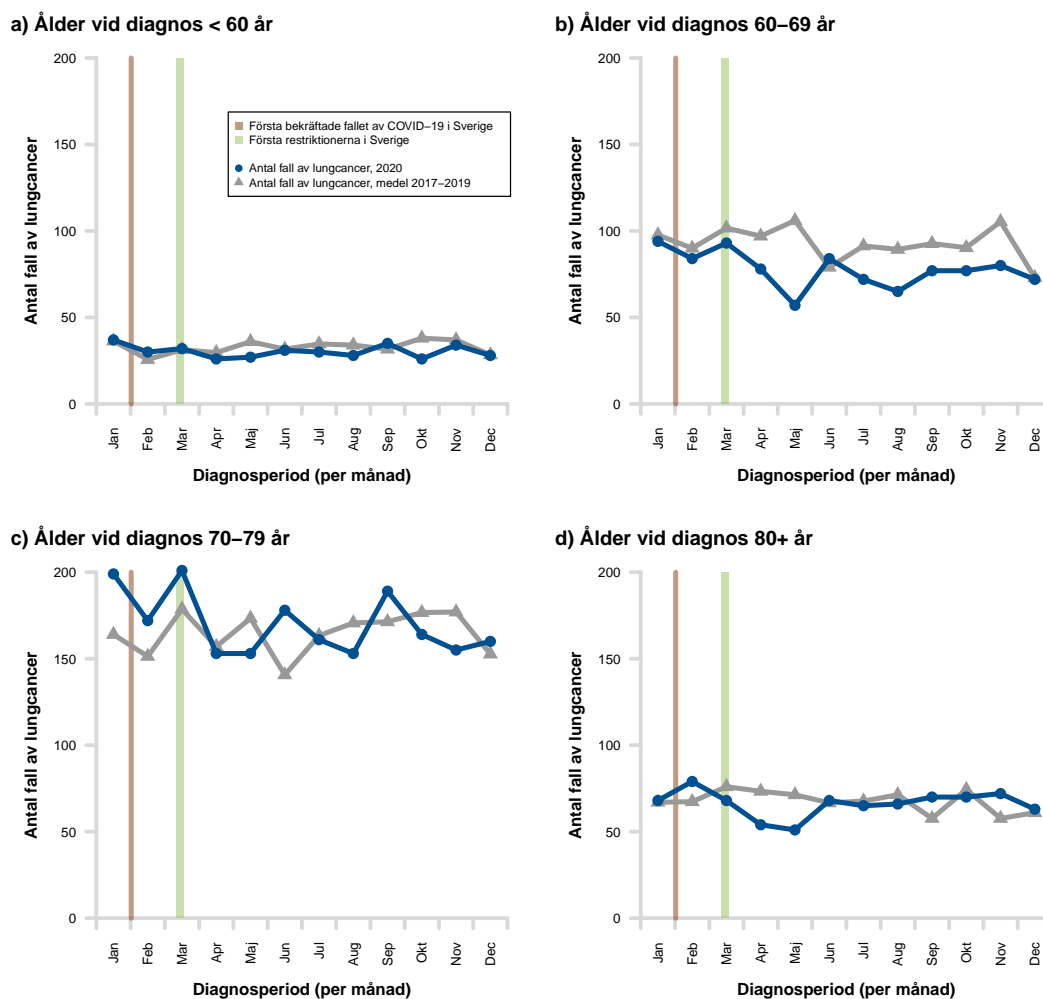 a) Ålder vid diagnos < 60 år
200
150
100
50
0
Antal fall av lungcancer
Första bekräftade fallet av COVID−19 i Sverige
Första restriktionerna i Sverige
Antal fall av lungcancer, 2020
Antal fall av lungcancer, medel 2017−2019
Jan
Feb
Mar
Apr
Maj
Jun
Jul
Aug
Sep
Okt
Nov
Dec
Diagnosperiod (per månad)
b) Ålder vid diagnos 60−69 år
200
150
100
50
0
Antal fall av lungcancer
Jan
Feb
Mar
Apr
Maj
Jun
Jul
Aug
Sep
Okt
Nov
Dec
Diagnosperiod (per månad)
c) Ålder vid diagnos 70−79 år
200
150
100
50
0
Antal fall av lungcancer
Jan
Feb
Mar
Apr
Maj
Jun
Jul
Aug
Sep
Okt
Nov
Dec
Diagnosperiod (per månad)
d) Ålder vid diagnos 80+ år
200
150
100
50
0
Antal fall av lungcancer
Jan
Feb
Mar
Apr
Maj
Jun
Jul
Aug
Sep
Okt
Nov
Dec
Diagnosperiod (per månad)